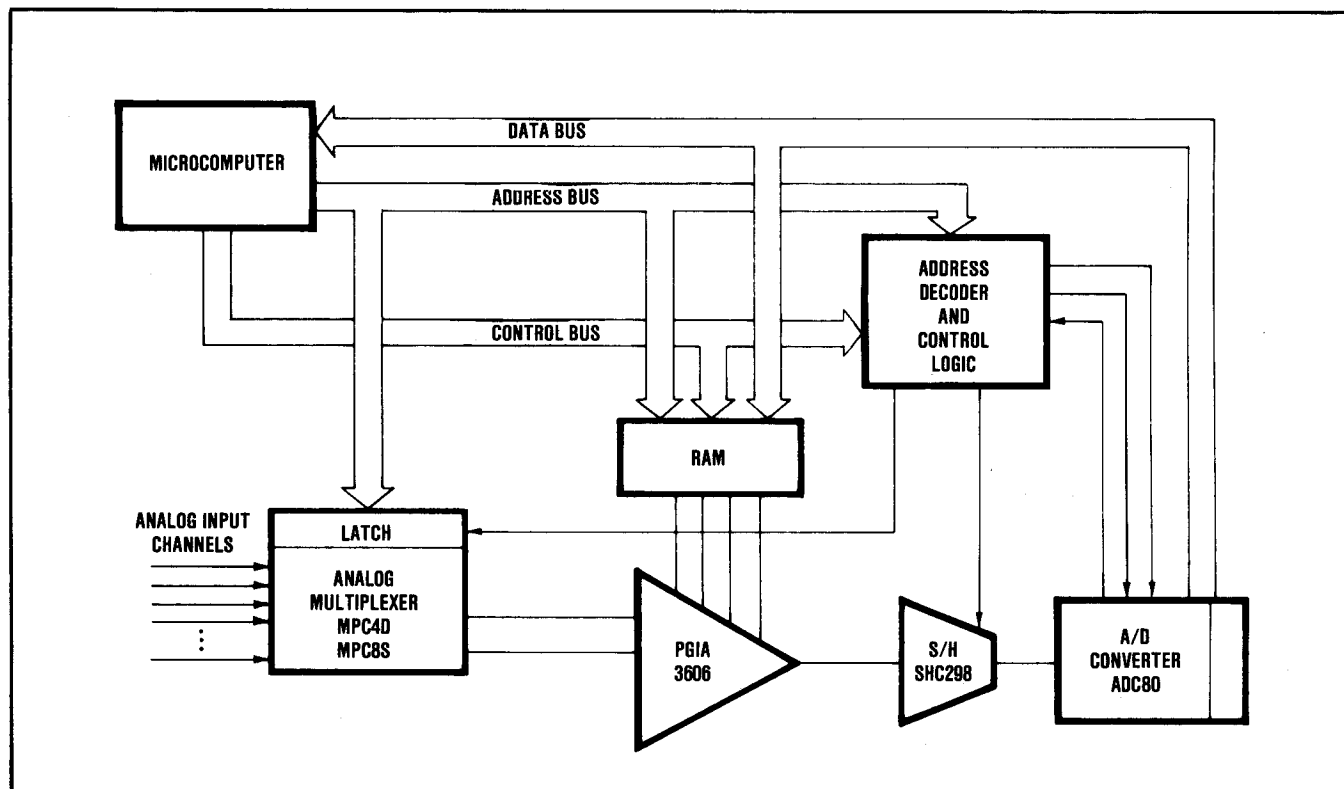 DATA BUS
MICROCOMPUTER
ADDRESS BUS
ADDRESS
DECODER
AND
CONTROL
LOGIC
CONTROL BUS
RAM
ANALOG INPUT
CHANNELS
LATCH
ANALOG
MULTIPLEXER
MPC4D
MPC8S
PGIA
3606
S/H
SHC298
A/D
CONVERTER
ADC80